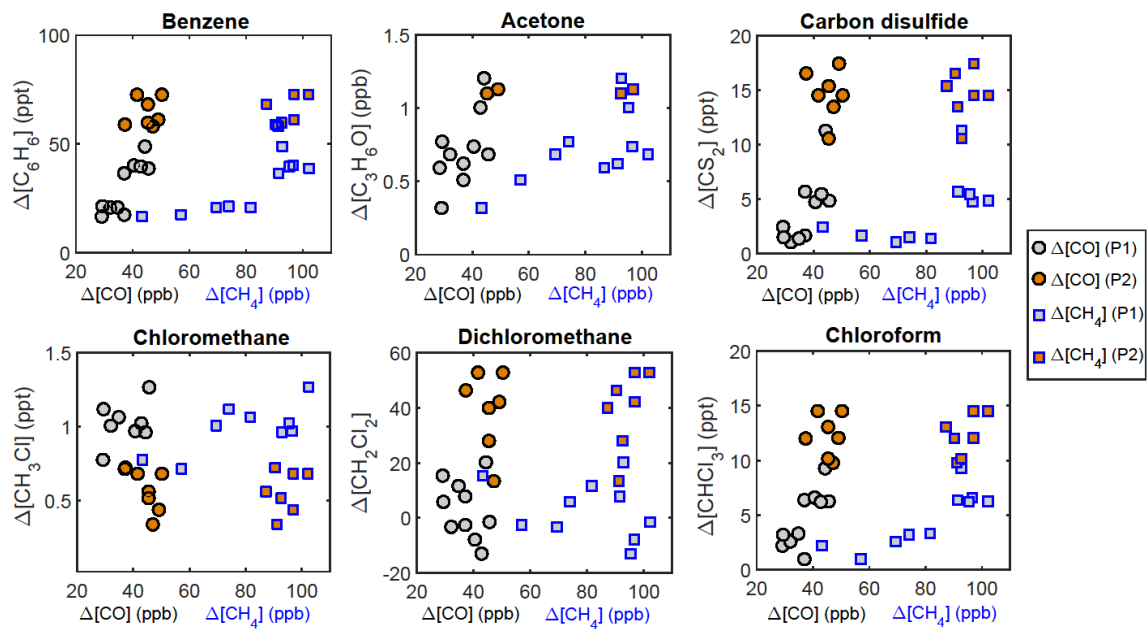 Benzene
Acetone
Carbon disulfide
Δ[C6H6] (ppt)
100
50
0
20 40 60 80 100
Δ[CO] (ppb) Δ[CH4] (ppb)
Δ[C3H6O] (ppb)
1.5
1
0.5
0
20 40 60 80 100
Δ[CO] (ppb) Δ[CH4] (ppb)
Δ[CS2] (ppt)
20
15
10
5
0
20 40 60 80 100
Δ[CO] (ppb) Δ[CH4] (ppb)
Δ[CO] (P1)
Δ[CO] (P2)
Δ[CH4] (P1)
Δ[CH4] (P2)
Chloromethane
Dichloromethane
Chloroform
Δ[CH3Cl] (ppt)
1.5
1
0.5
20 40 60 80 100
Δ[CO] (ppb) Δ[CH4] (ppb)
Δ[CH2Cl2]
60
40
20
0
-20
20 40 60 80 100
Δ[CO] (ppb) Δ[CH4] (ppb)
Δ[CHCl3] (ppt)
20
15
10
5
0
20 40 60 80 100
Δ[CO] (ppb) Δ[CH4] (ppb)